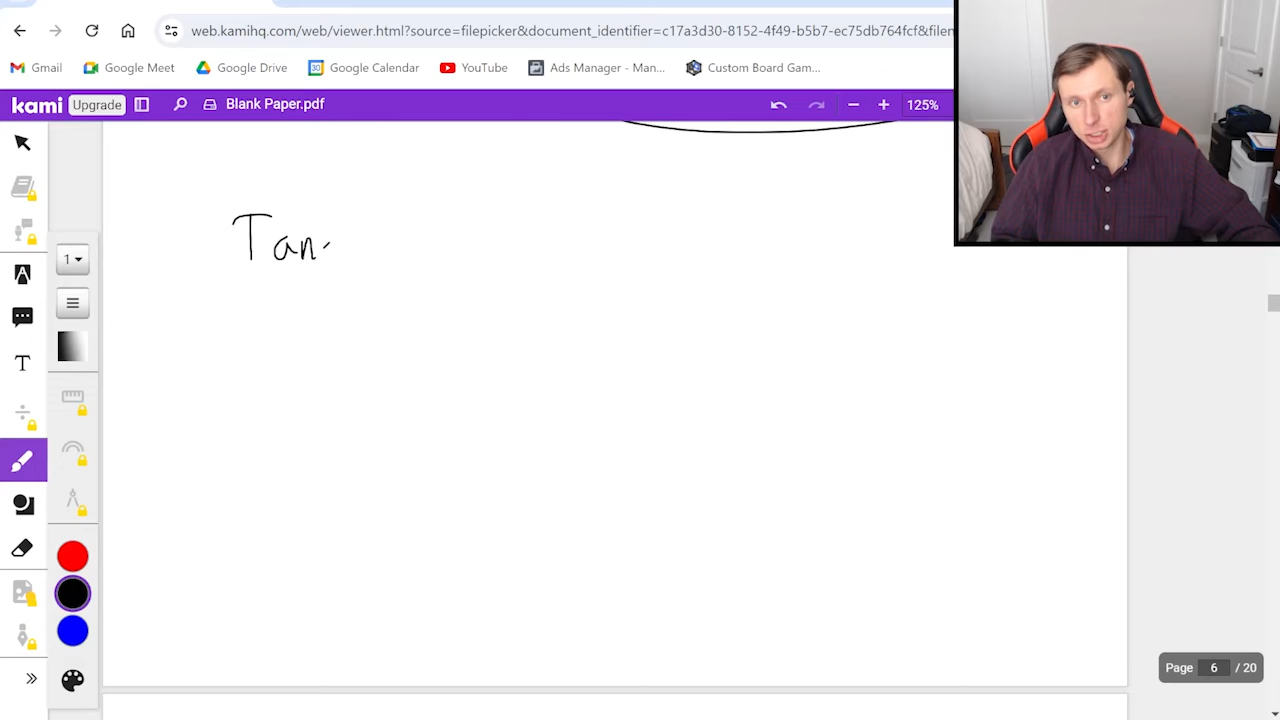 web.kamihq.com/web/viewer.html?source=filepicker&document_identifier=c17a3d30-8152-4f49-b5b7-ec75db764fcf&filen
Gmail
Google Meet
Google Drive
30
Google Calendar
YouTube
Ads Manager - Man...
Custom Board Gam...
kami
Upgrade
Blank Paper.pdf
125%
Tan
1
A
T
Page 6 / 20